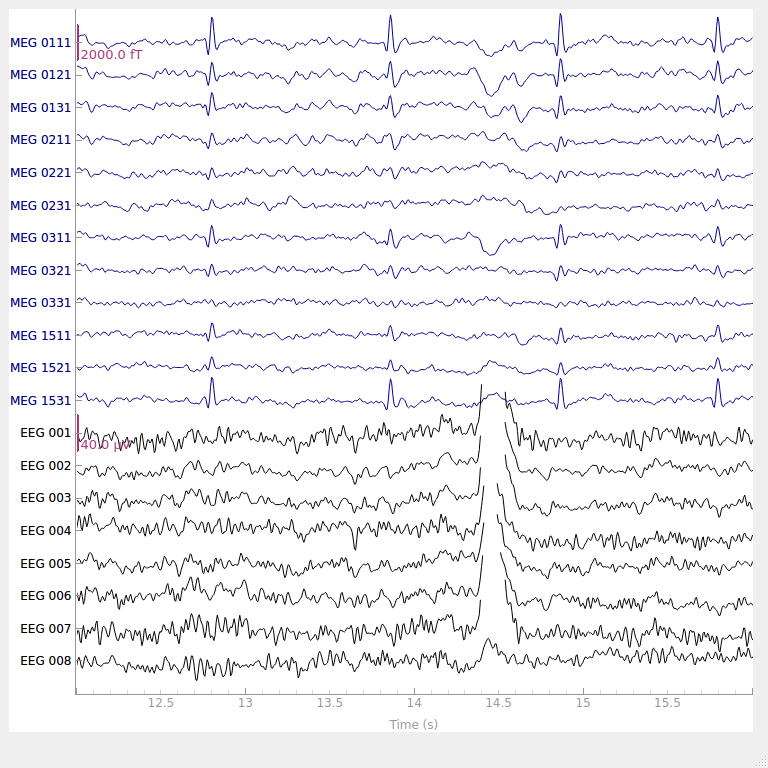 MEG 0111
2000.0 fT
MEG 0121
MEG 0131
MEG 0211
MEG 0221
MEG 0231
MEG 0311
MEG 0321
MEG 0331
MEG 1511
MEG 1521
MEG 1531
EEG 001
40.0 µV
EEG 002
EEG 003
EEG 004
EEG 005
EEG 006
EEG 007
EEG 008
12.5 13 13.5 14 14.5 15 15.5
Time (s)